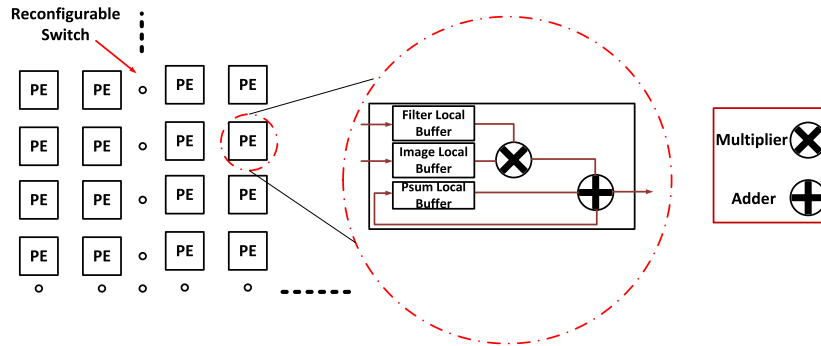 Reconfigurable
Switch
PE PE PE PE
PE PE PE PE
PE PE PE PE
PE PE PE PE
Filter Local
Buffer
Image Local
Buffer
Psum Local
Buffer
Multiplier
Adder